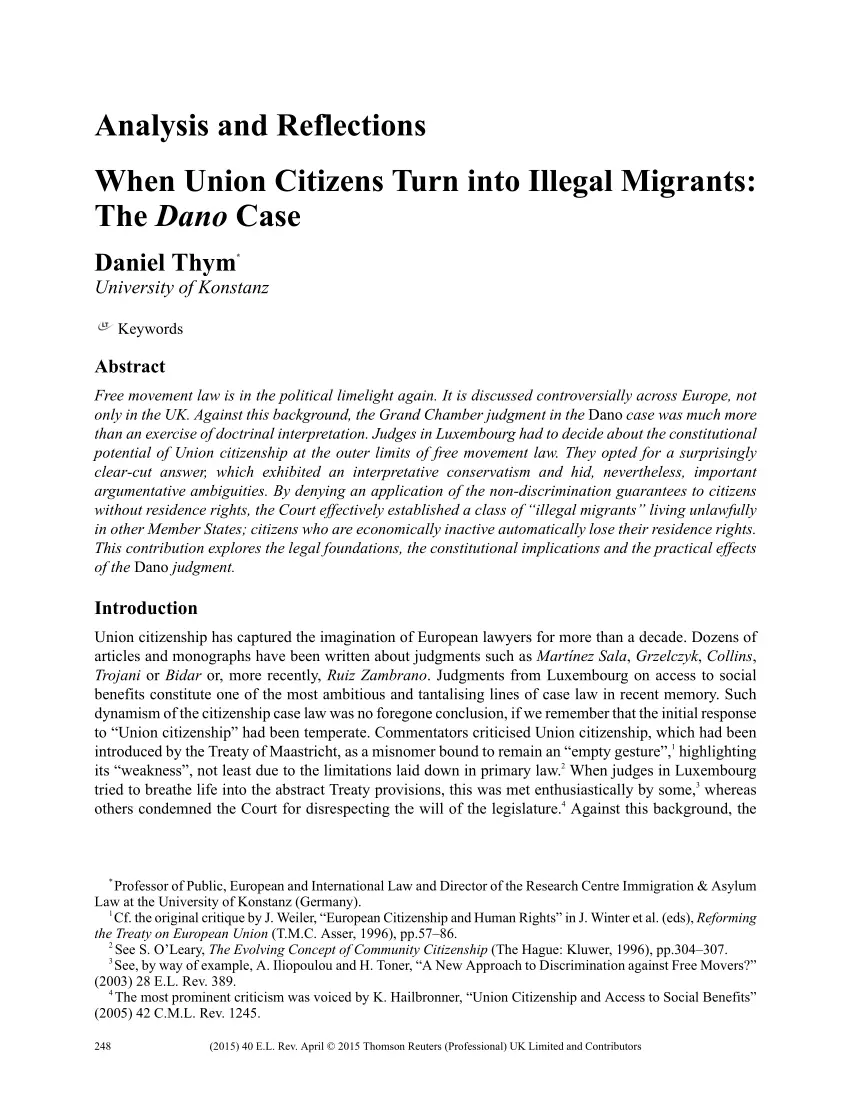 Analysis and Reflections
When Union Citizens Turn into Illegal Migrants:
The Dano Case
Daniel Thym*
University of Konstanz
LT Keywords
Abstract
Free movement law is in the political limelight again. It is discussed controversially across Europe, not
only in the UK. Against this background, the Grand Chamber judgment in the Dano case was much more
than an exercise of doctrinal interpretation. Judges in Luxembourg had to decide about the constitutional
potential of Union citizenship at the outer limits of free movement law. They opted for a surprisingly
clear-cut answer, which exhibited an interpretative conservatism and hid, nevertheless, important
argumentative ambiguities. By denying an application of the non-discrimination guarantees to citizens
without residence rights, the Court effectively established a class of “illegal migrants” living unlawfully
in other Member States; citizens who are economically inactive automatically lose their residence rights.
This contribution explores the legal foundations, the constitutional implications and the practical effects
of the Dano judgment.
Introduction
Union citizenship has captured the imagination of European lawyers for more than a decade. Dozens of
articles and monographs have been written about judgments such as Martínez Sala, Grzelczyk, Collins,
Trojani or Bidar or, more recently, Ruiz Zambrano. Judgments from Luxembourg on access to social
benefits constitute one of the most ambitious and tantalising lines of case law in recent memory. Such
dynamism of the citizenship case law was no foregone conclusion, if we remember that the initial response
to “Union citizenship” had been temperate. Commentators criticised Union citizenship, which had been
introduced by the Treaty of Maastricht, as a misnomer bound to remain an “empty gesture”,1 highlighting
its “weakness”, not least due to the limitations laid down in primary law.2 When judges in Luxembourg
tried to breathe life into the abstract Treaty provisions, this was met enthusiastically by some,3 whereas
others condemned the Court for disrespecting the will of the legislature.4 Against this background, the
* Professor of Public, European and International Law and Director of the Research Centre Immigration & Asylum
Law at the University of Konstanz (Germany).
1 Cf. the original critique by J. Weiler, “European Citizenship and Human Rights” in J. Winter et al. (eds), Reforming
the Treaty on European Union (T.M.C. Asser, 1996), pp.57–86.
2 See S. O’Leary, The Evolving Concept of Community Citizenship (The Hague: Kluwer, 1996), pp.304–307.
3 See, by way of example, A. Iliopoulou and H. Toner, “A New Approach to Discrimination against Free Movers?”
(2003) 28 E.L. Rev. 389.
4 The most prominent criticism was voiced by K. Hailbronner, “Union Citizenship and Access to Social Benefits”
(2005) 42 C.M.L. Rev. 1245.
248 (2015) 40 E.L. Rev. April © 2015 Thomson Reuters (Professional) UK Limited and Contributors